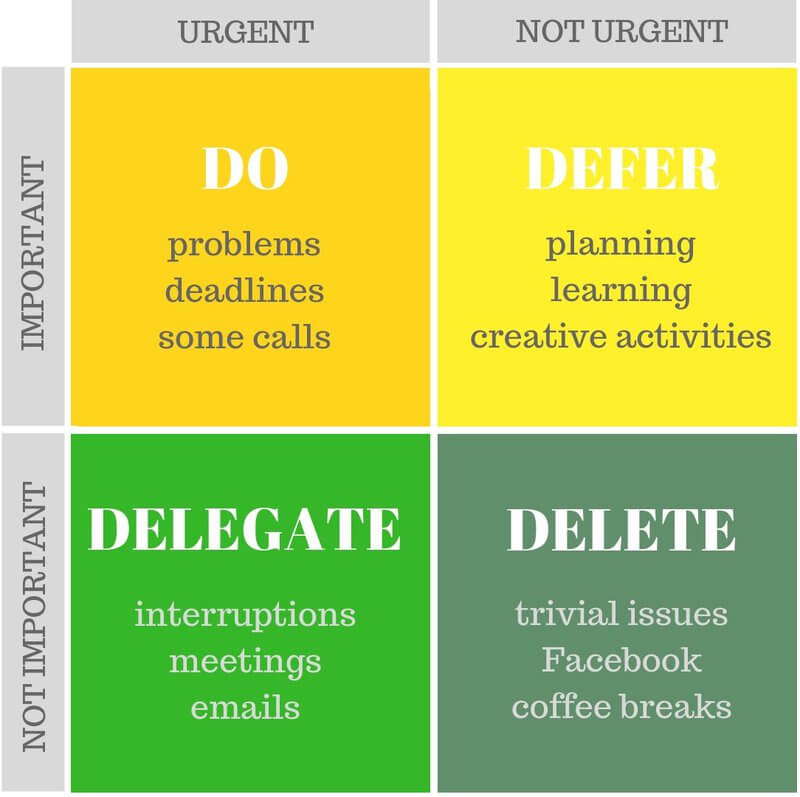 URGENT
NOT URGENT
IMPORTANT
DO
problems
deadlines
some calls
DEFER
planning
learning
creative activities
NOT IMPORTANT
DELEGATE
interruptions
meetings
emails
DELETE
trivial issues
Facebook
coffee breaks